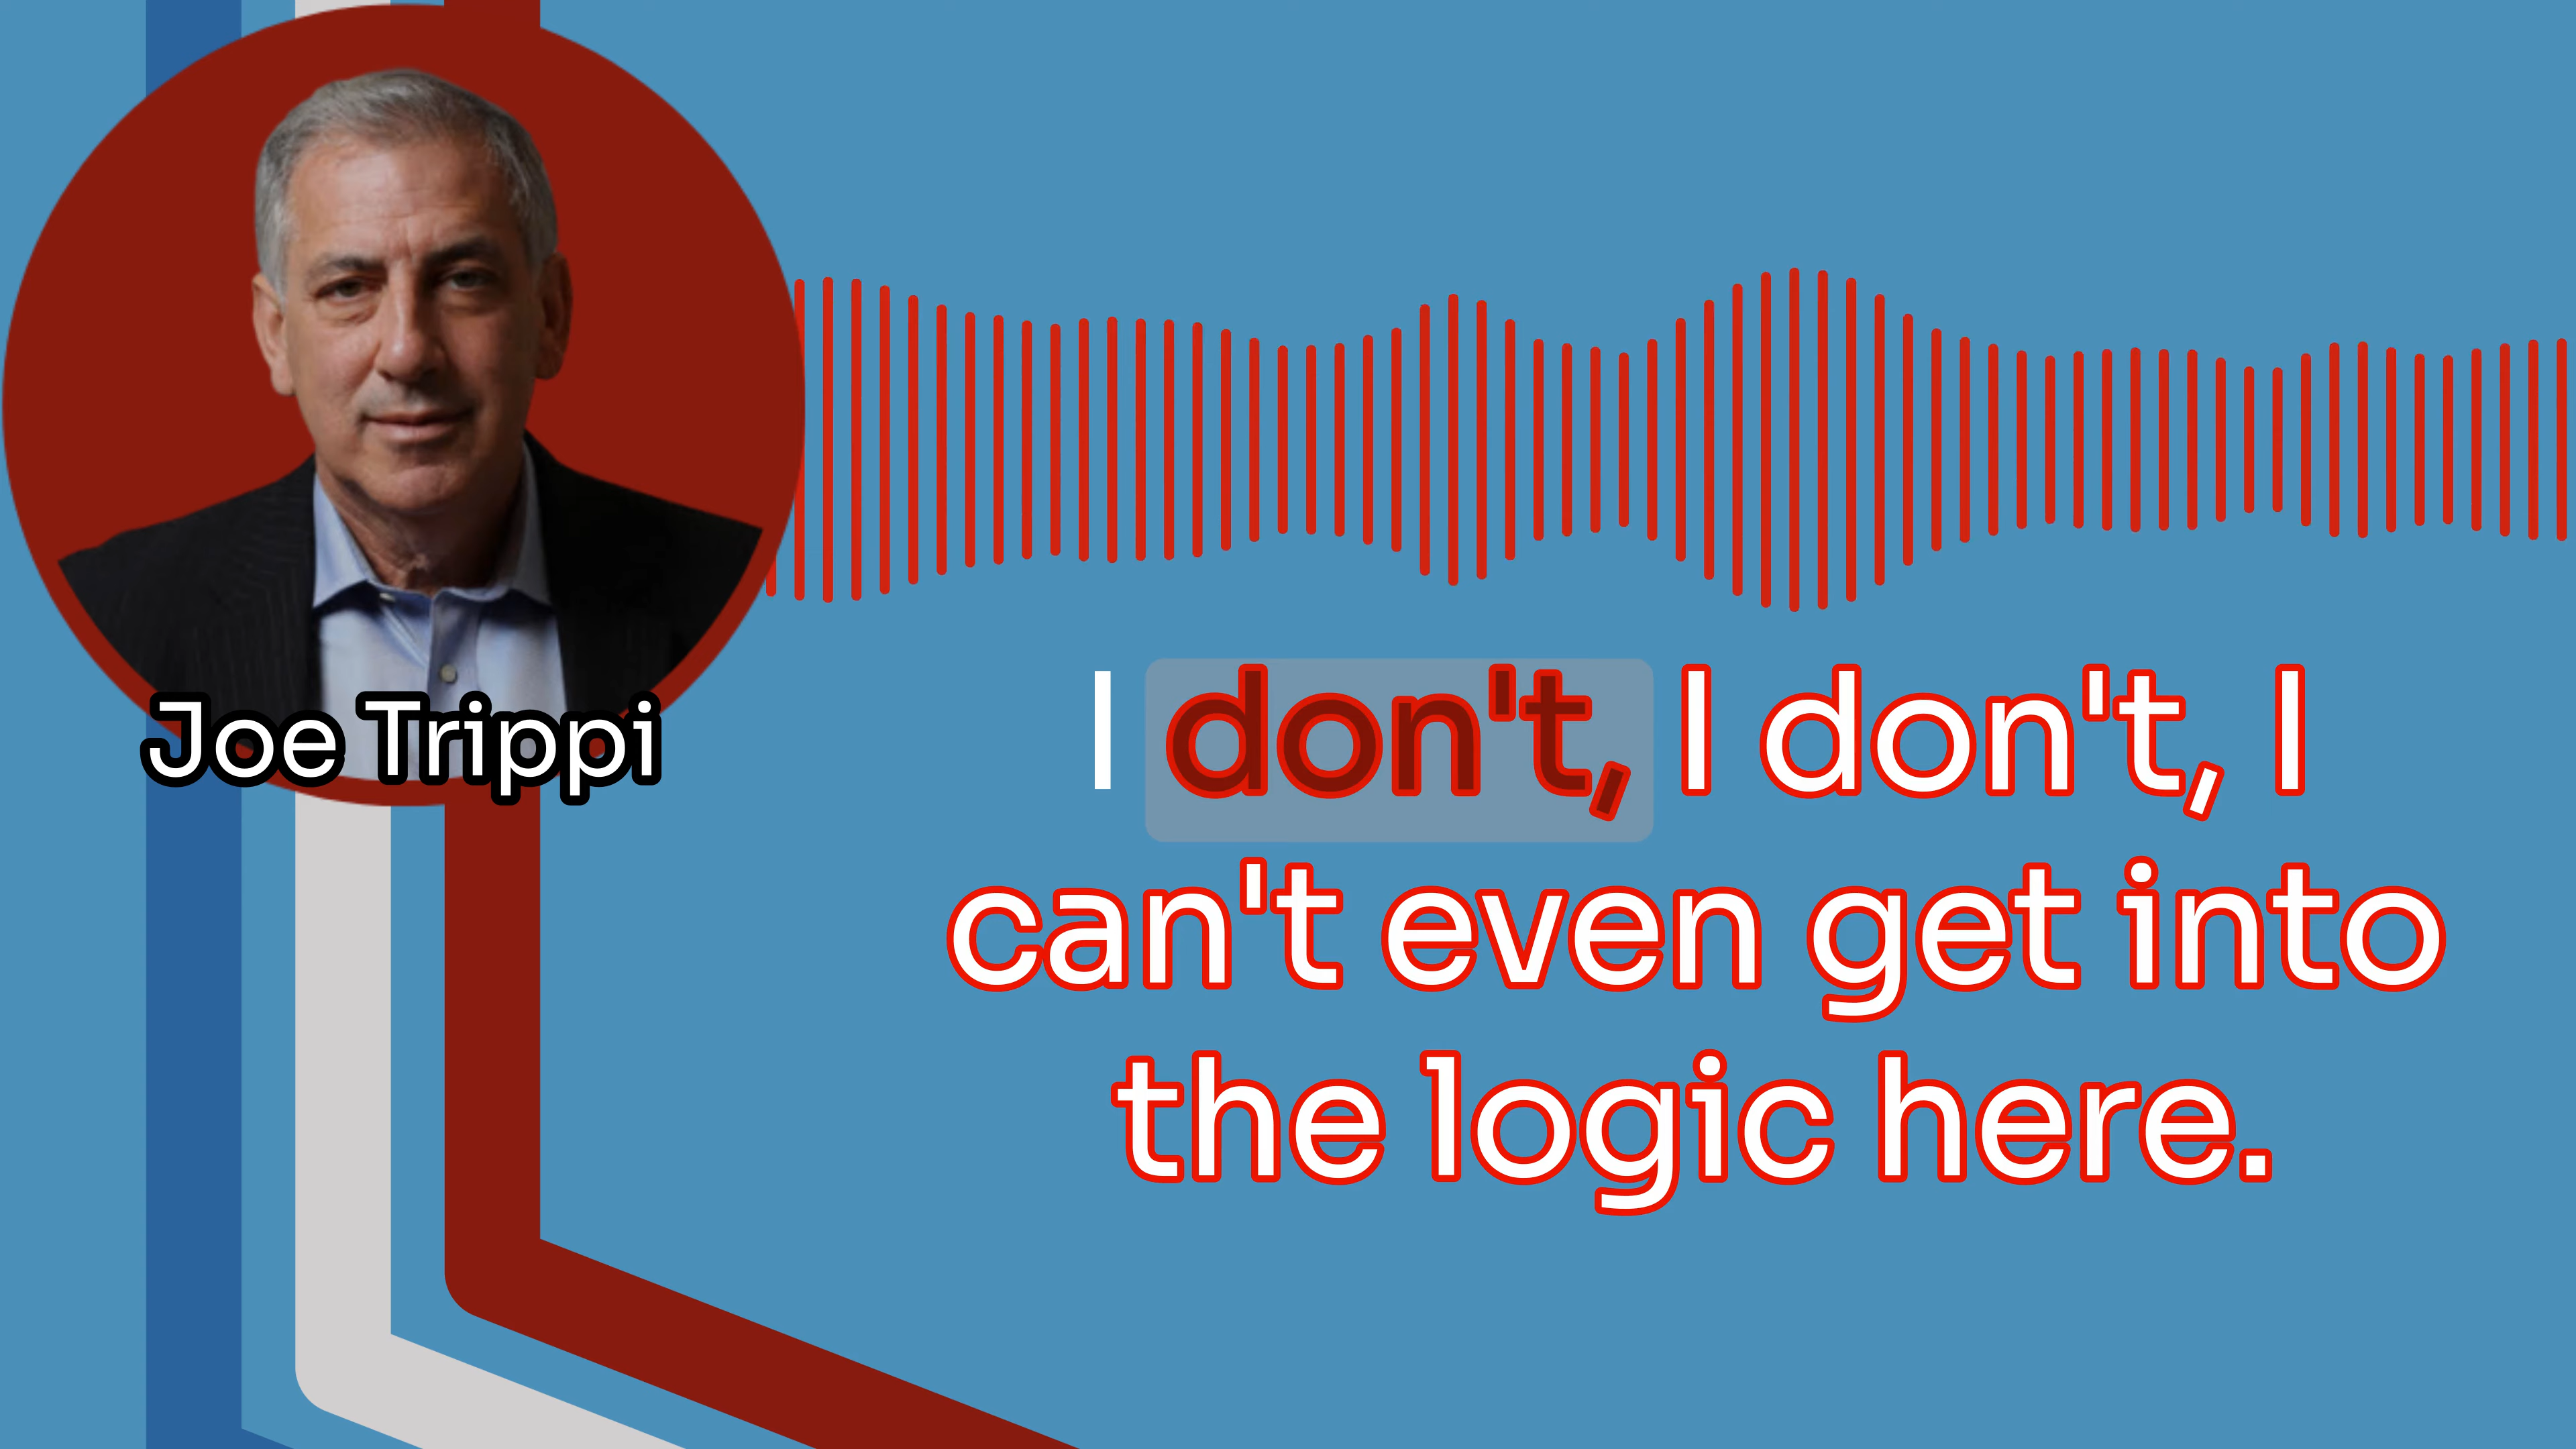 Joe Trippi
I don't, I don't, I
can't even get into
the logic here.